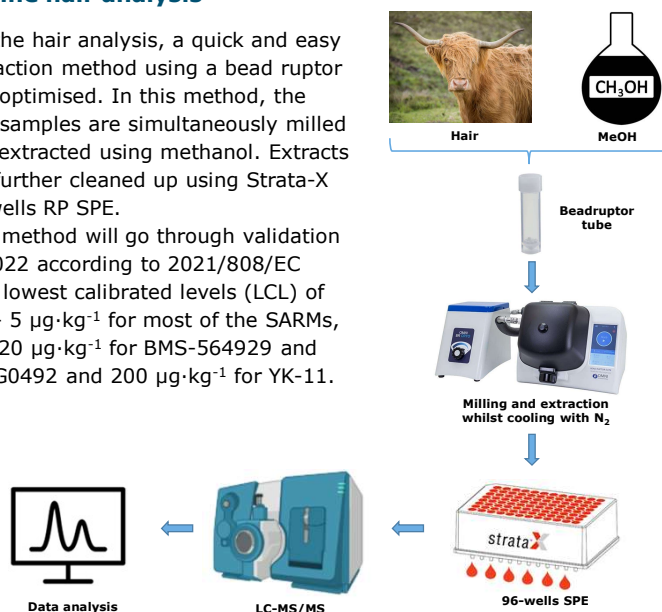 hair analysis
he hair analysis, a quick and easy
action method using a bead ruptor
optimised. In this method, the
samples are simultaneously milled
extracted using methanol. Extracts
further cleaned up using Strata-X
wells RP SPE.
method will go through validation
022 according to 2021/808/EC
lowest calibrated levels (LCL) of
5 µg·kg⁻¹ for most of the SARMs,
20 µg·kg⁻¹ for BMS-564929 and
G0492 and 200 µg·kg⁻¹ for YK-11.
Hair
CH₃OH
MeOH
Beadruptor
tube
Milling and extraction
whilst cooling with N₂
strata X
96-wells SPE
LC-MS/MS
Data analysis